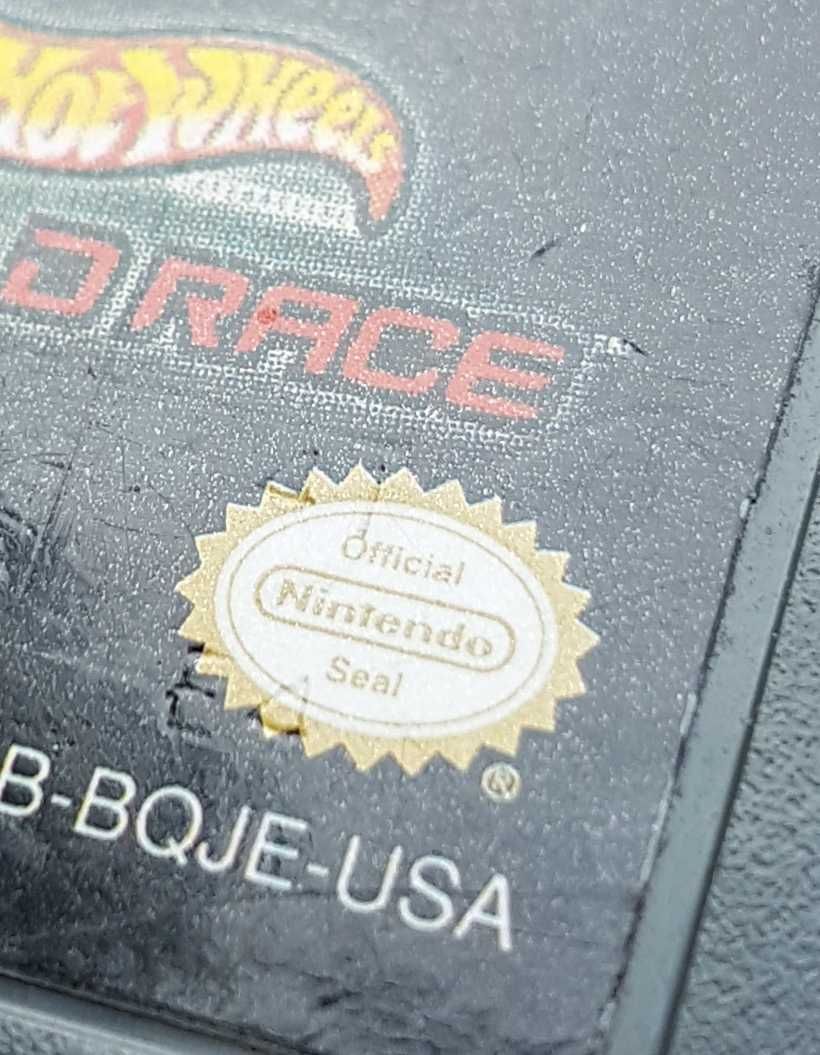 Hot Wheels
D RACE
Official
Nintendo
Seal
®
B-BQJE-USA